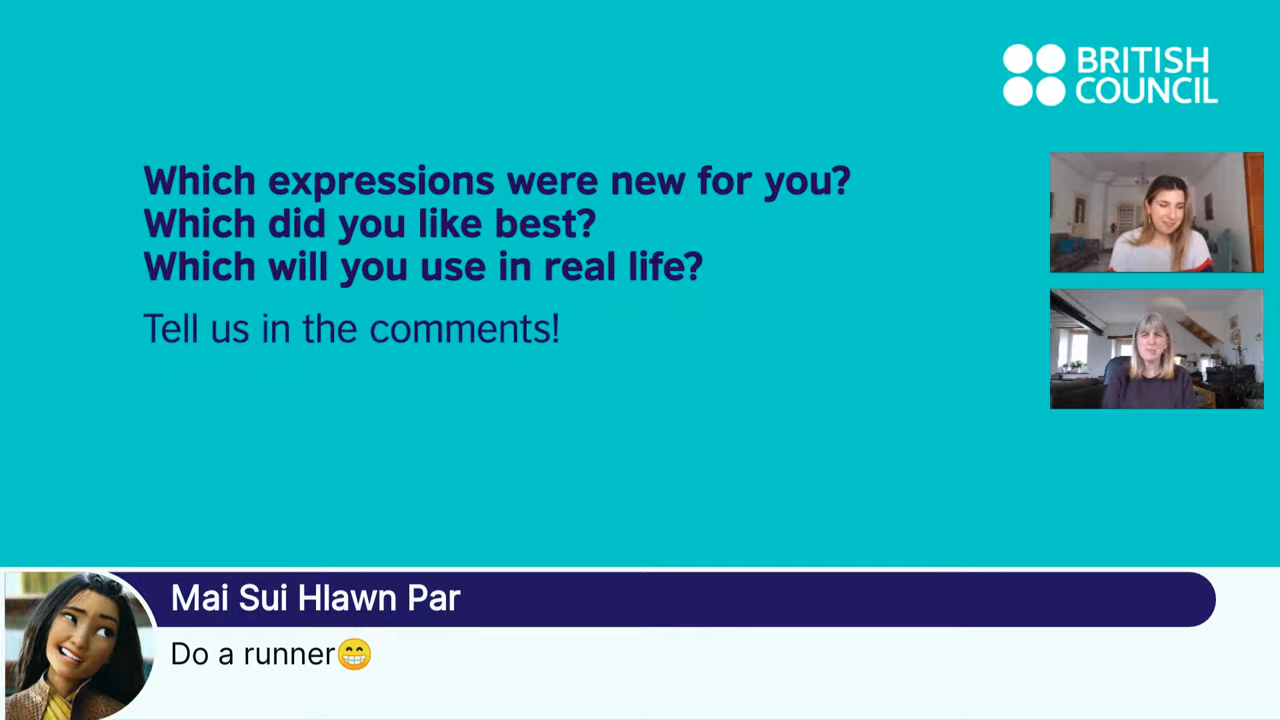 BRITISH
COUNCIL
Which expressions were new for you?
Which did you like best?
Which will you use in real life?
Tell us in the comments!
Mai Sui Hlawn Par
Do a runner😁